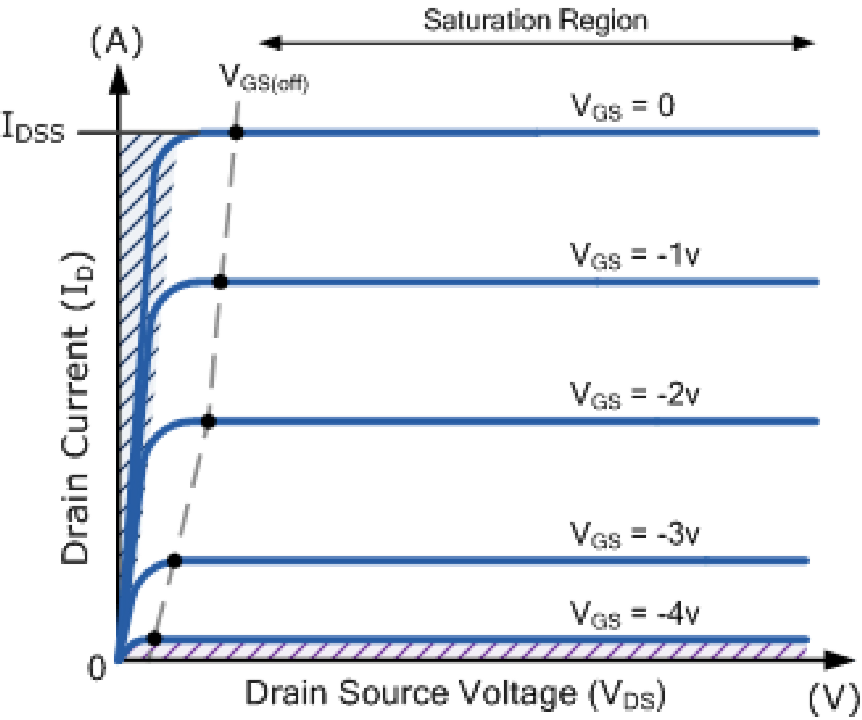 Saturation Region
(A)
VGS(off)
IDSS
VGS = 0
VGS = -1v
VGS = -2v
VGS = -3v
VGS = -4v
Drain Current (ID)
0
Drain Source Voltage (VDS)
(V)